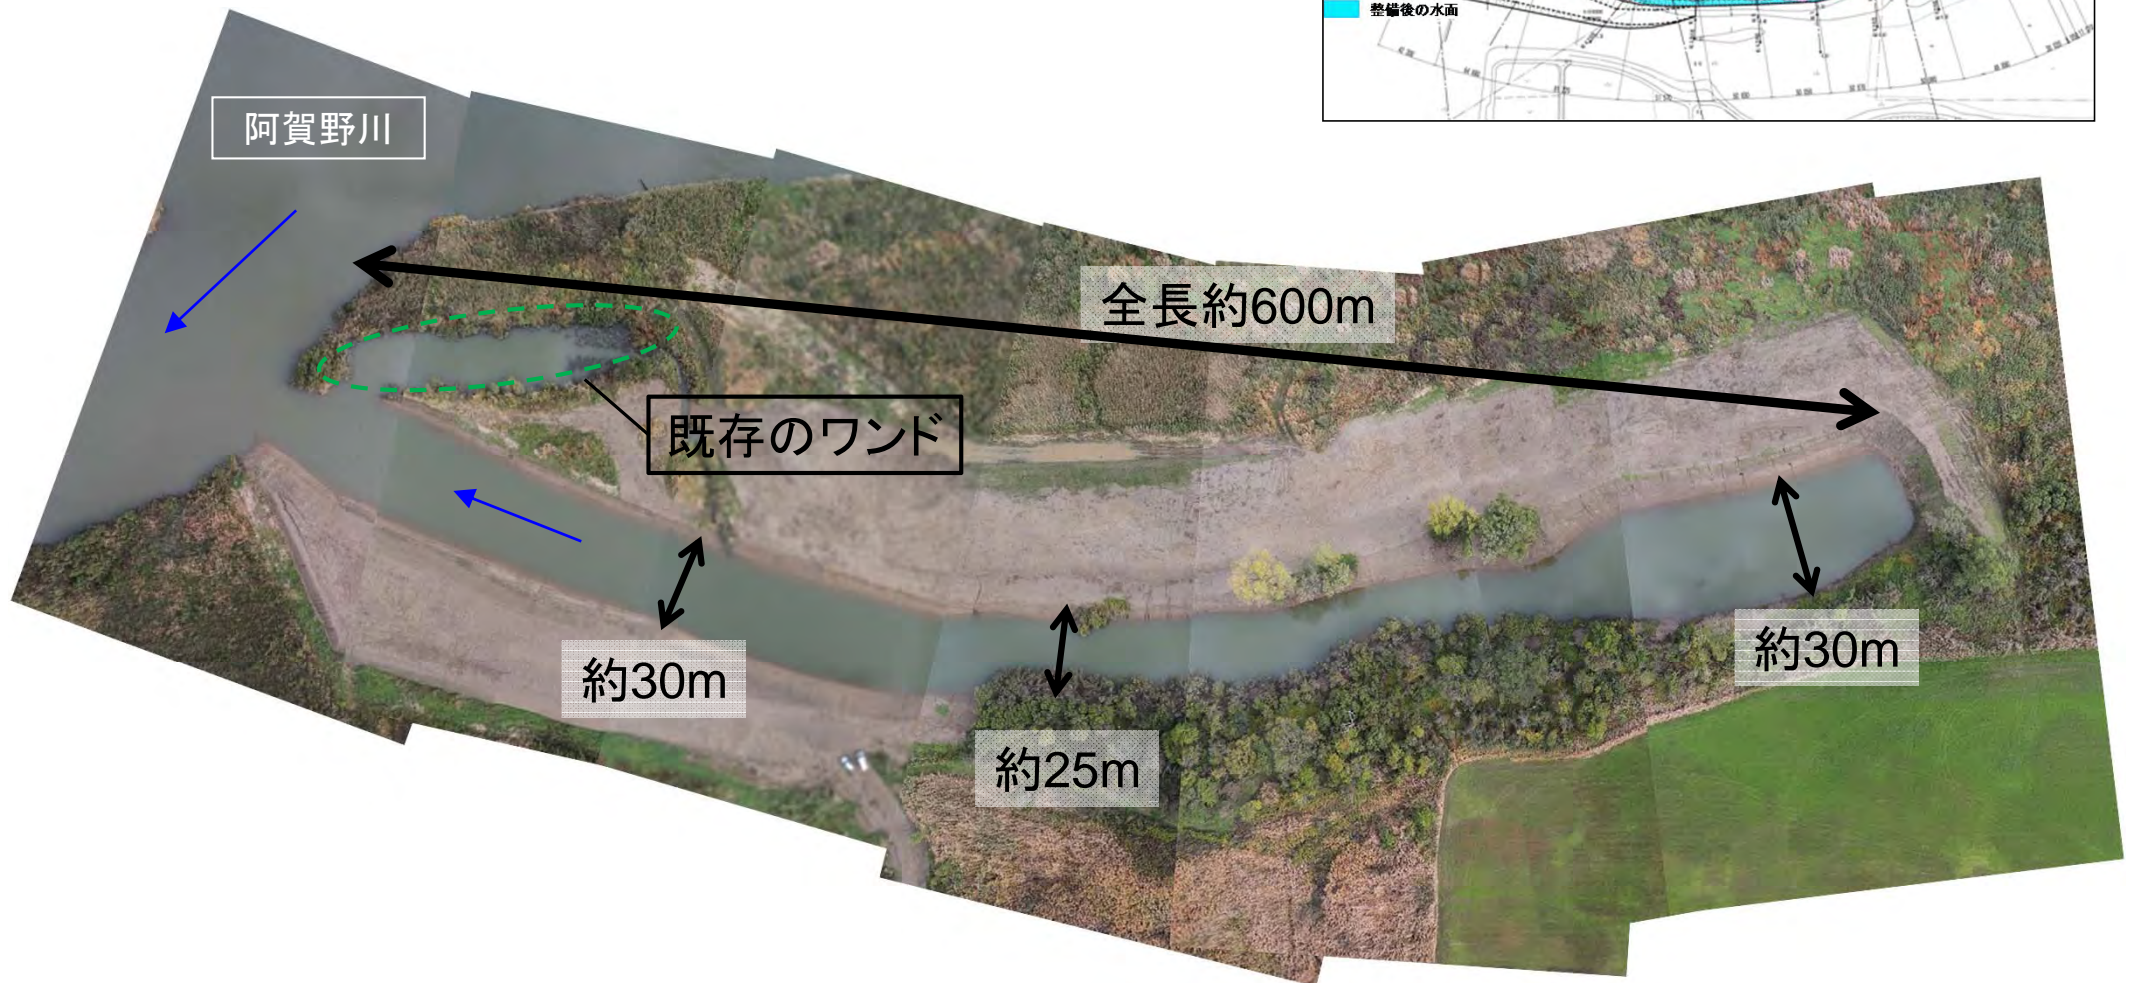 整備後の水面
阿賀野川
全長約600m
既存のワンド
約30m
約25m
約30m